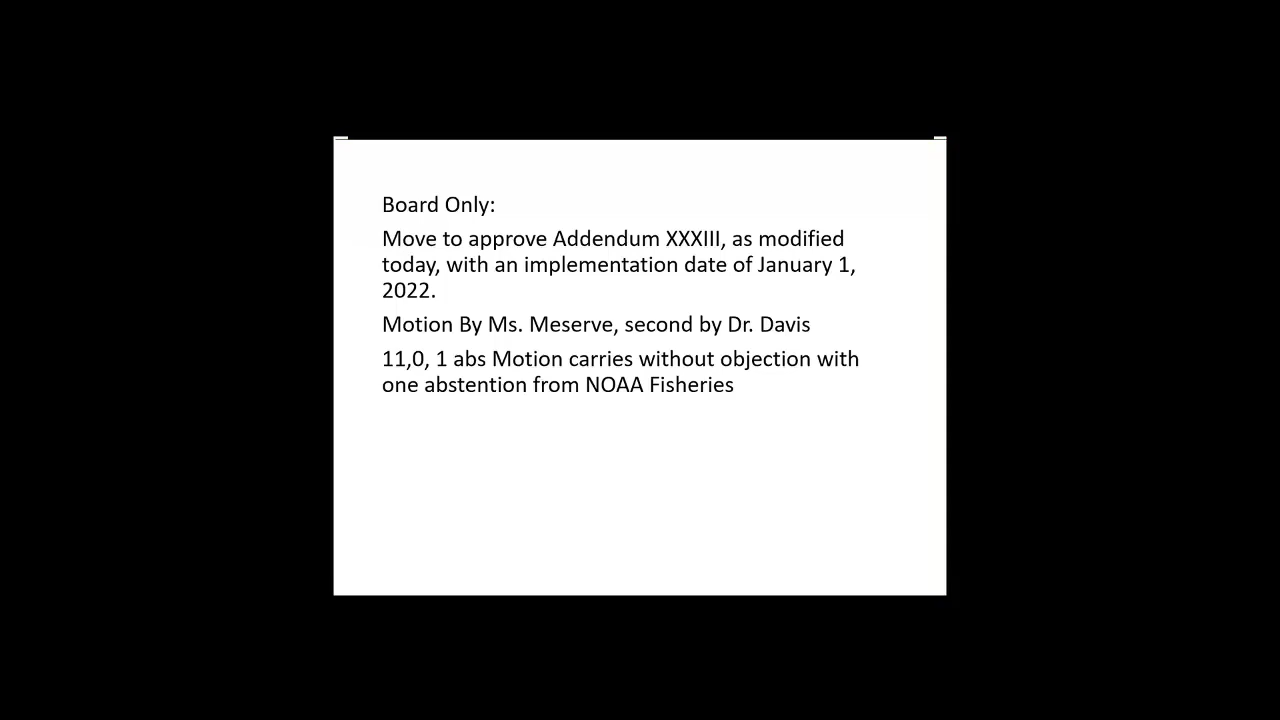 Board Only:
Move to approve Addendum XXXIII, as modified
today, with an implementation date of January 1,
2022.
Motion By Ms. Meserve, second by Dr. Davis
11,0, 1 abs Motion carries without objection with
one abstention from NOAA Fisheries